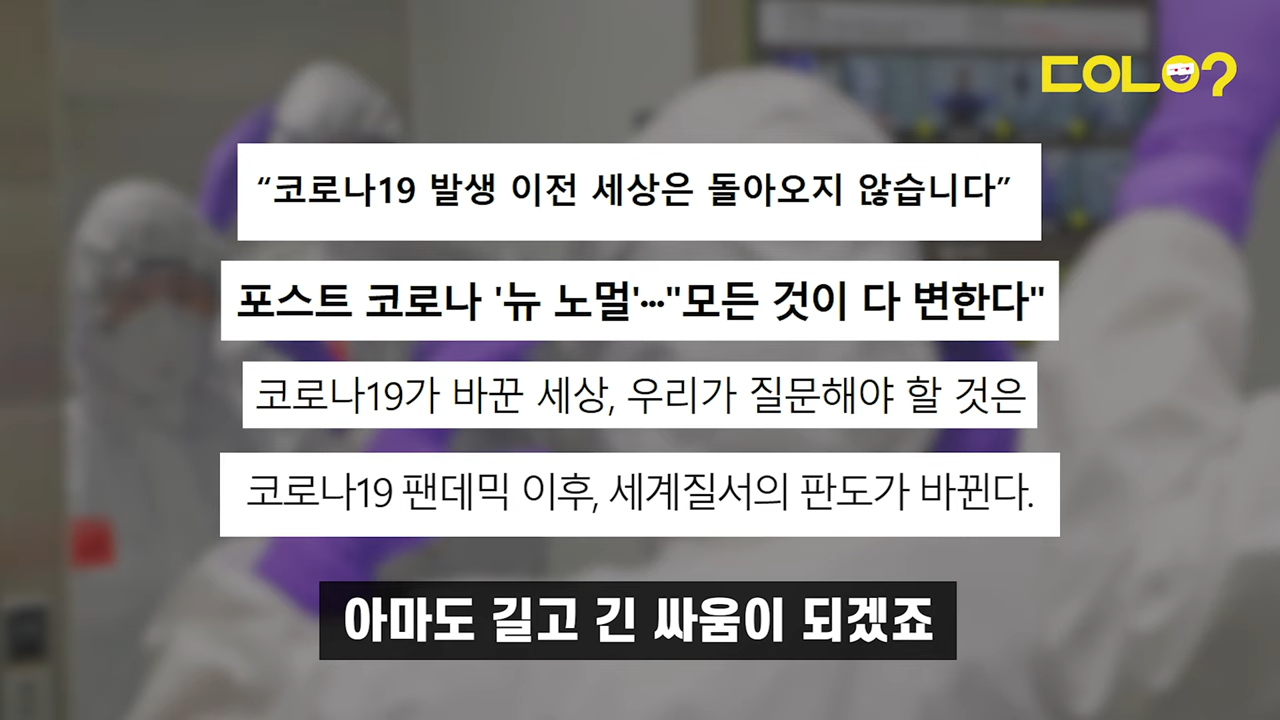 “코로나19 발생 이전 세상은 돌아오지 않습니다”
포스트 코로나 '뉴 노멀'…"모든 것이 다 변한다"
코로나19가 바꾼 세상, 우리가 질문해야 할 것은
코로나19 팬데믹 이후, 세계질서의 판도가 바뀐다.
아마도 길고 긴 싸움이 되겠죠